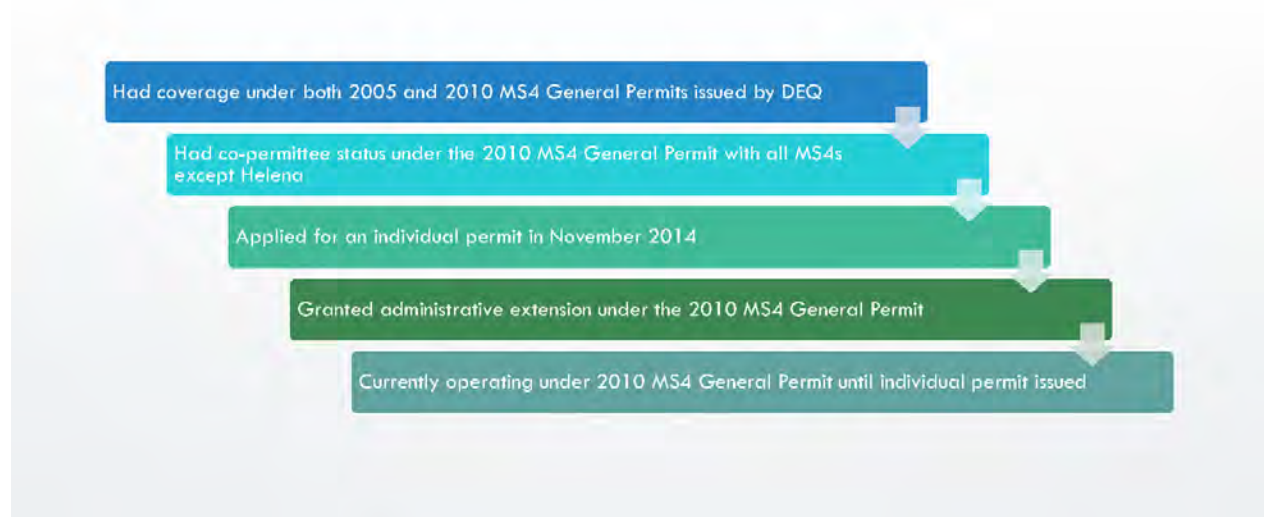 Had coverage under both 2005 and 2010 MS4 General Permits issued by DEQ
Had co-permittee status under the 2010 MS4 General Permit with all MS4s
except Helena
Applied for an individual permit in November 2014
Granted administrative extension under the 2010 MS4 General Permit
Currently operating under 2010 MS4 General Permit until individual permit issued